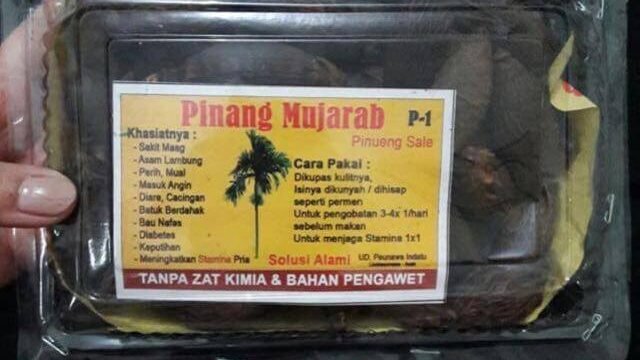 Pinang Mujarab P-1
Pinueng Sale
Khasiatnya :
- Sakit Maag
- Asam Lambung
- Perih, Mual
- Masuk Angin
- Diare, Cacingan
- Batuk Berdahak
- Bau Nafas
- Diabetes
- Keputihan
- Meningkatkan Stamina Pria
Cara Pakai :
Dikupas kulitnya,
Isinya dikunyah / dihisap
seperti permen
Untuk pengobatan 3-4x 1/hari
sebelum makan
Untuk menjaga Stamina 1x1
Solusi Alami
UD. Peunawa Indatu
TANPA ZAT KIMIA & BAHAN PENGAWET